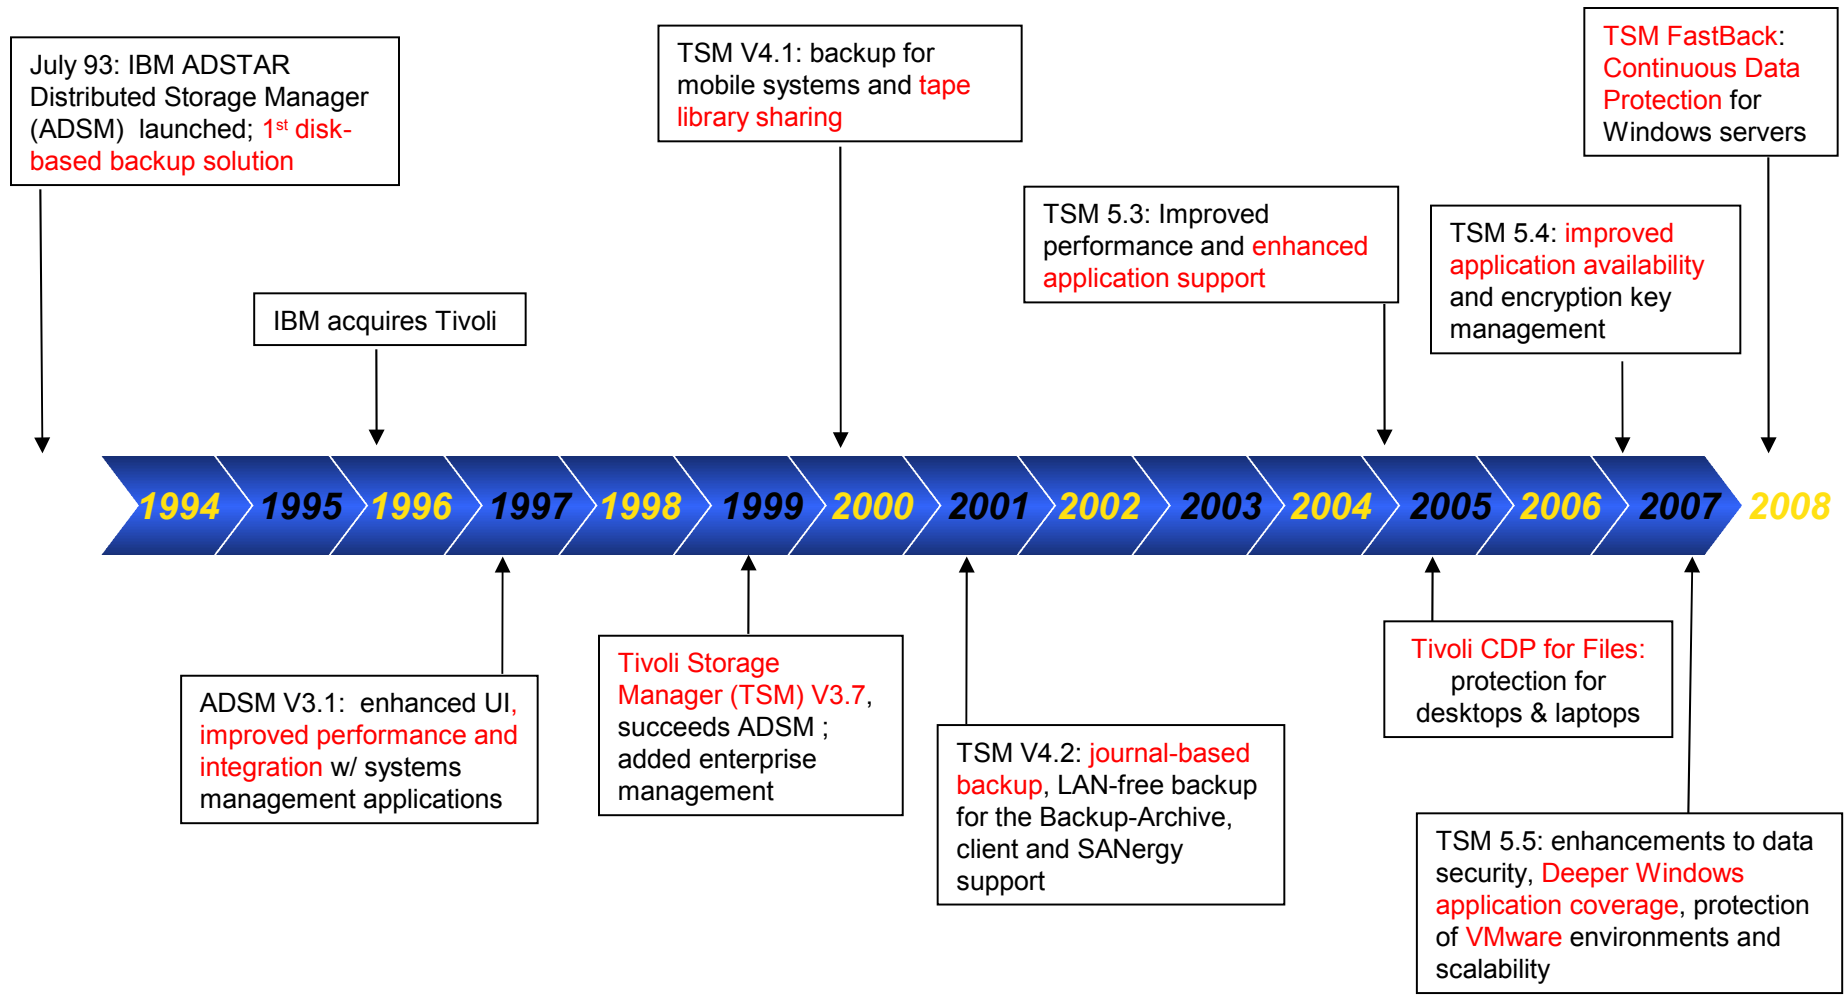 July 93: IBM ADSTAR
Distributed Storage Manager
(ADSM) launched; 1st disk-
based backup solution
IBM acquires Tivoli
TSM V4.1: backup for
mobile systems and tape
library sharing
TSM 5.3: Improved
performance and enhanced
application support
TSM 5.4: improved
application availability
and encryption key
management
TSM FastBack:
Continuous Data
Protection for
Windows servers
1994 1995 1996 1997 1998 1999 2000 2001 2002 2003 2004 2005 2006 2007 2008
ADSM V3.1: enhanced UI,
improved performance and
integration w/ systems
management applications
Tivoli Storage
Manager (TSM) V3.7,
succeeds ADSM ;
added enterprise
management
TSM V4.2: journal-based
backup, LAN-free backup
for the Backup-Archive,
client and SANergy
support
Tivoli CDP for Files:
protection for
desktops & laptops
TSM 5.5: enhancements to data
security, Deeper Windows
application coverage, protection
of VMware environments and
scalability